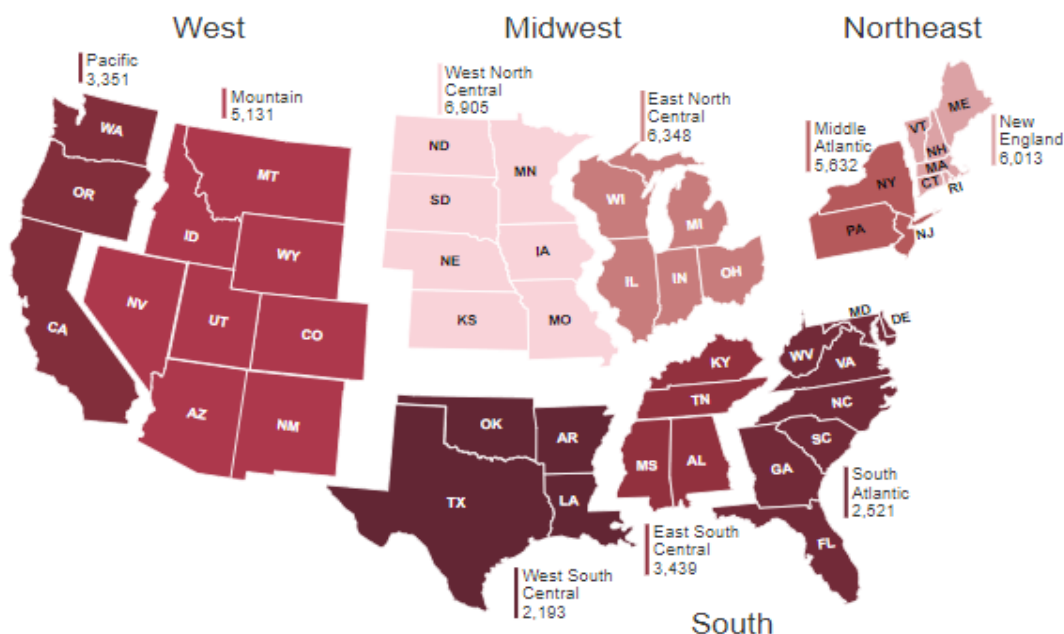 West
Midwest
Northeast
Pacific
3,351
Mountain
5,131
West North
Central
6,905
East North
Central
6,348
Middle
Atlantic
5,632
New
England
6,013
WA
OR
CA
H
MT
ID
WY
NV
UT
CO
AZ
NM
ND
MN
SD
NE
IA
KS
MO
WI
MI
IL
IN
OH
ME
VT
NH
MA
CT
RI
NY
PA
NJ
MD
DE
WV
VA
KY
TN
NC
SC
OK
AR
MS
AL
GA
TX
LA
FL
South
Atlantic
2,521
East South
Central
3,439
West South
Central
2,193
South